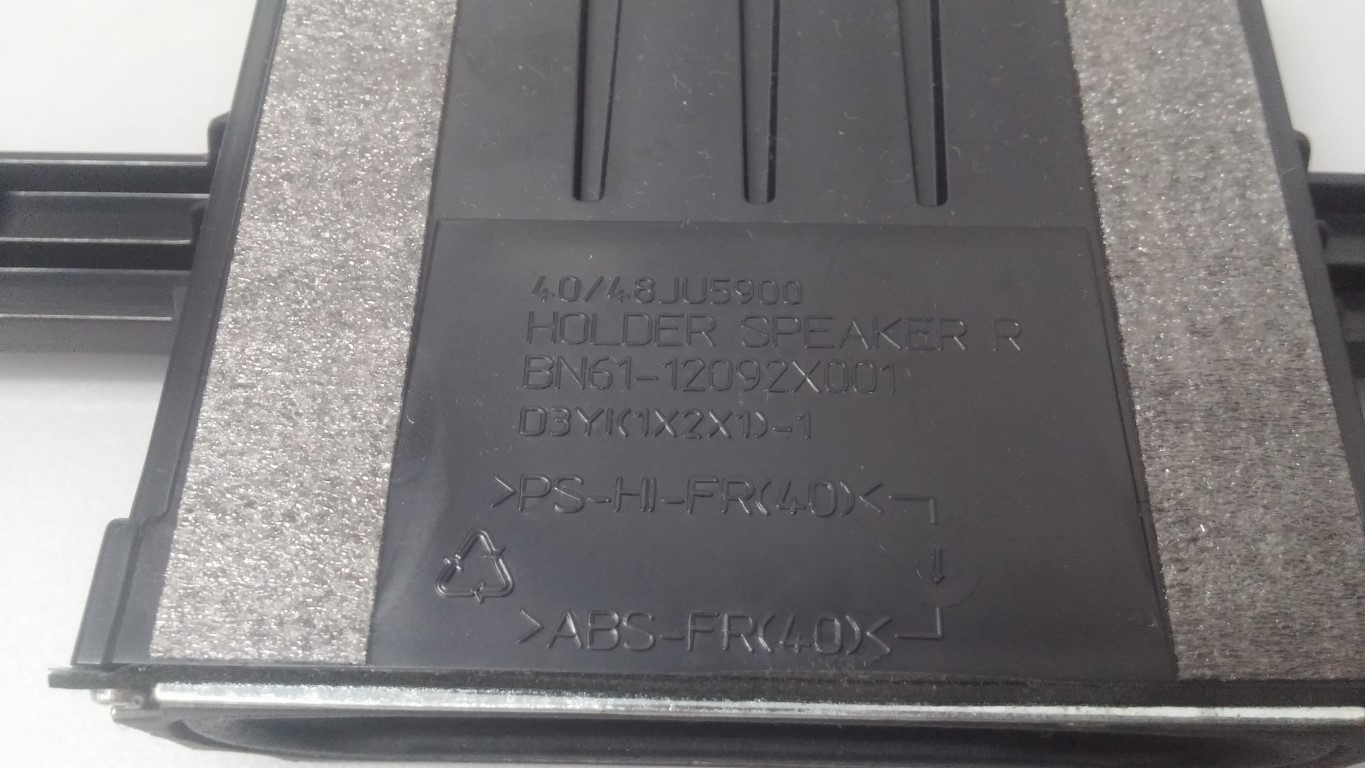 40/48JU5900
HOLDER SPEAKER R
BN61-12092X001
D3YI(1X2X1)-1
>PS-HI-FR(40)<
>ABS-FR(40)<